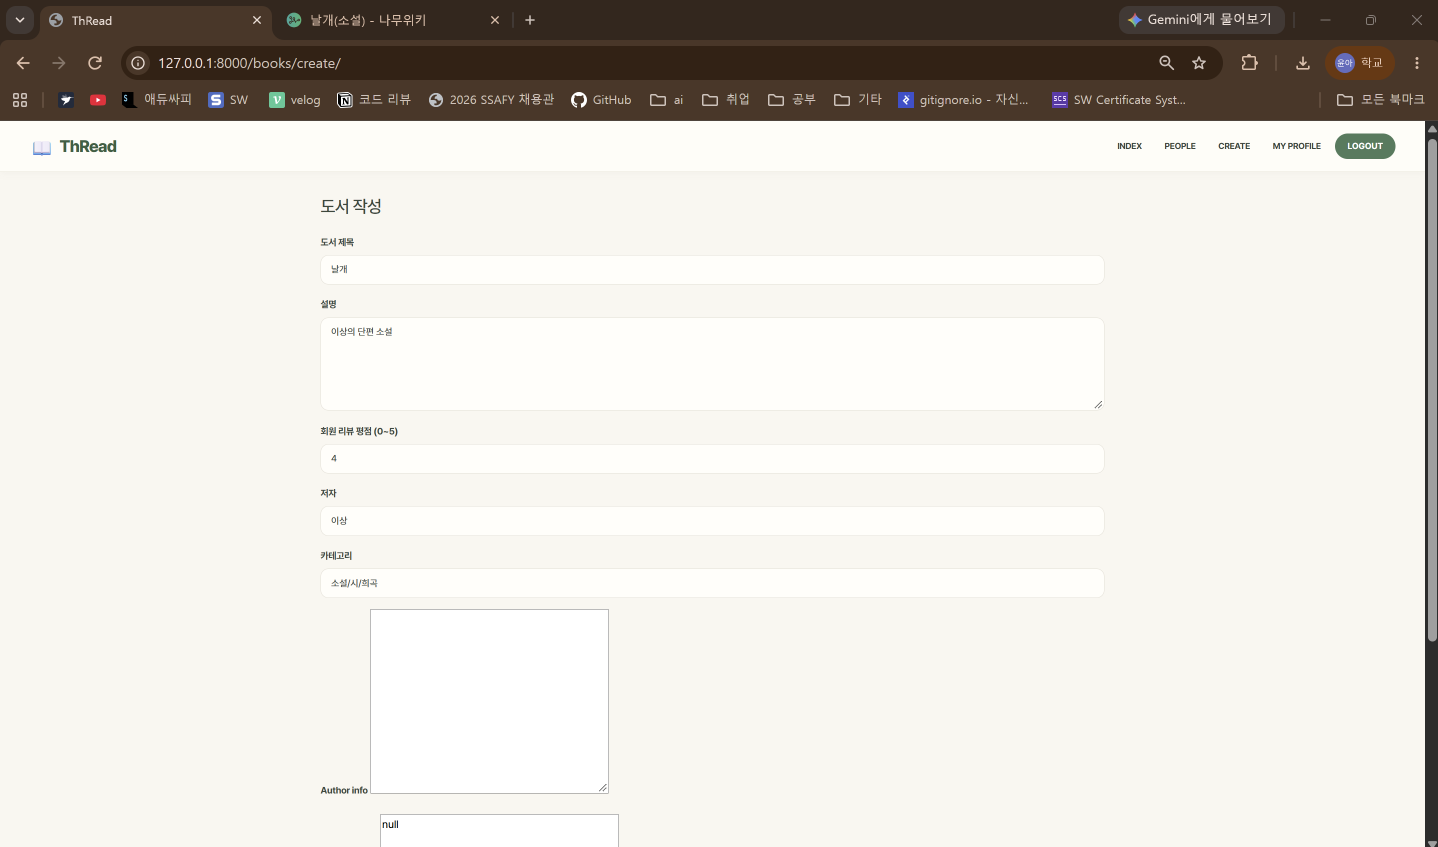 ThRead
날개(소설) - 나무위키
Gemini에게 물어보기
127.0.0.1:8000/books/create/
윤아 학교
애듀싸피
SW
velog
코드 리뷰
2026 SSAFY 채용관
GitHub
ai
취업
공부
기타
gitignore.io - 자신...
SW Certificate Syst...
모든 북마크
ThRead
INDEX
PEOPLE
CREATE
MY PROFILE
LOGOUT
도서 작성
도서 제목
날개
설명
이상의 단편 소설
회원 리뷰 평점 (0~5)
4
저자
이상
카테고리
소설/시/희곡
Author info
null